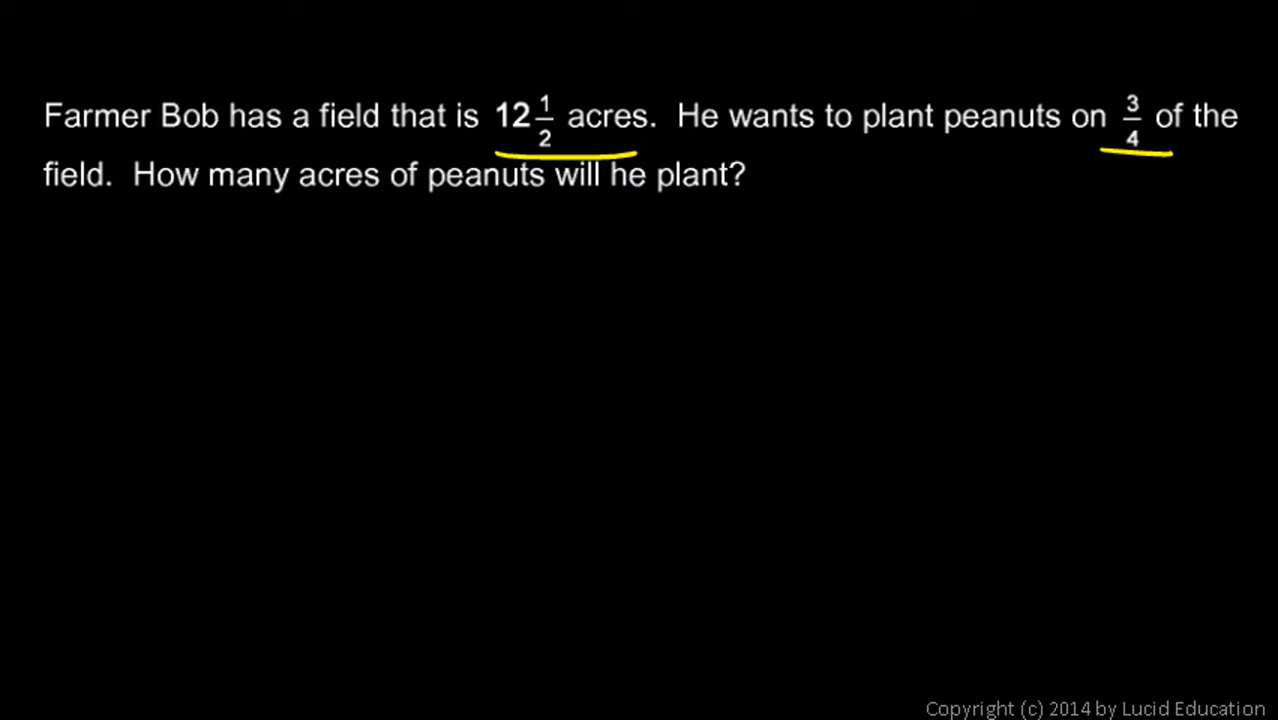 Farmer Bob has a field that is 12 1/2 acres. He wants to plant peanuts on 3/4 of the
field. How many acres of peanuts will he plant?
Copyright (c) 2014 by Lucid Education